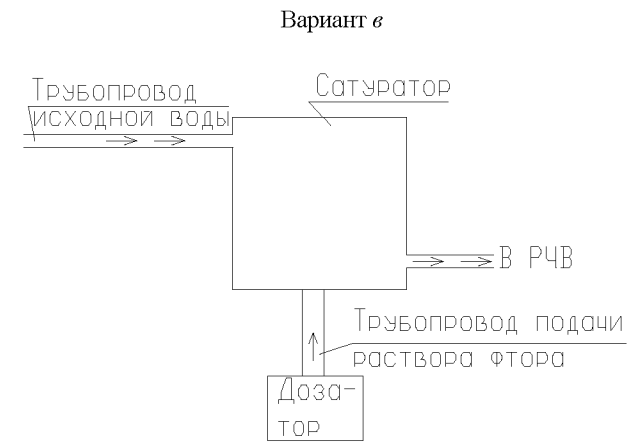 Вариант в
Трубопровод
исходной воды
Сатуратор
В РЧВ
Трубопровод подачи
раствора фтора
Доза-
тор